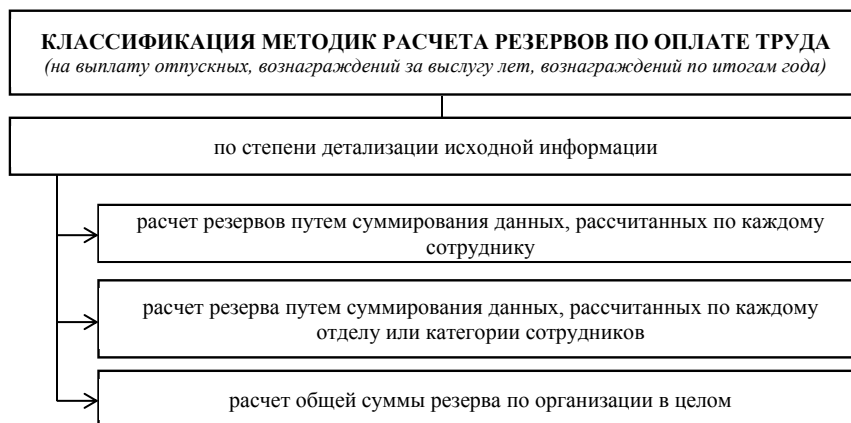 КЛАССИФИКАЦИЯ МЕТОДИК РАСЧЕТА РЕЗЕРВОВ ПО ОПЛАТЕ ТРУДА
(на выплату отпускных, вознаграждений за выслугу лет, вознаграждений по итогам года)
по степени детализации исходной информации
расчет резервов путем суммирования данных, рассчитанных по каждому
сотруднику
расчет резерва путем суммирования данных, рассчитанных по каждому
отделу или категории сотрудников
расчет общей суммы резерва по организации в целом